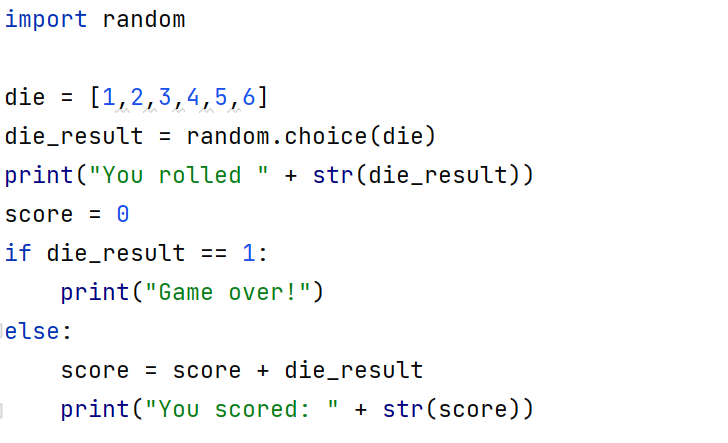 import random

die = [1,2,3,4,5,6]
die_result = random.choice(die)
print("You rolled " + str(die_result))
score = 0
if die_result == 1:
    print("Game over!")
else:
    score = score + die_result
    print("You scored: " + str(score))